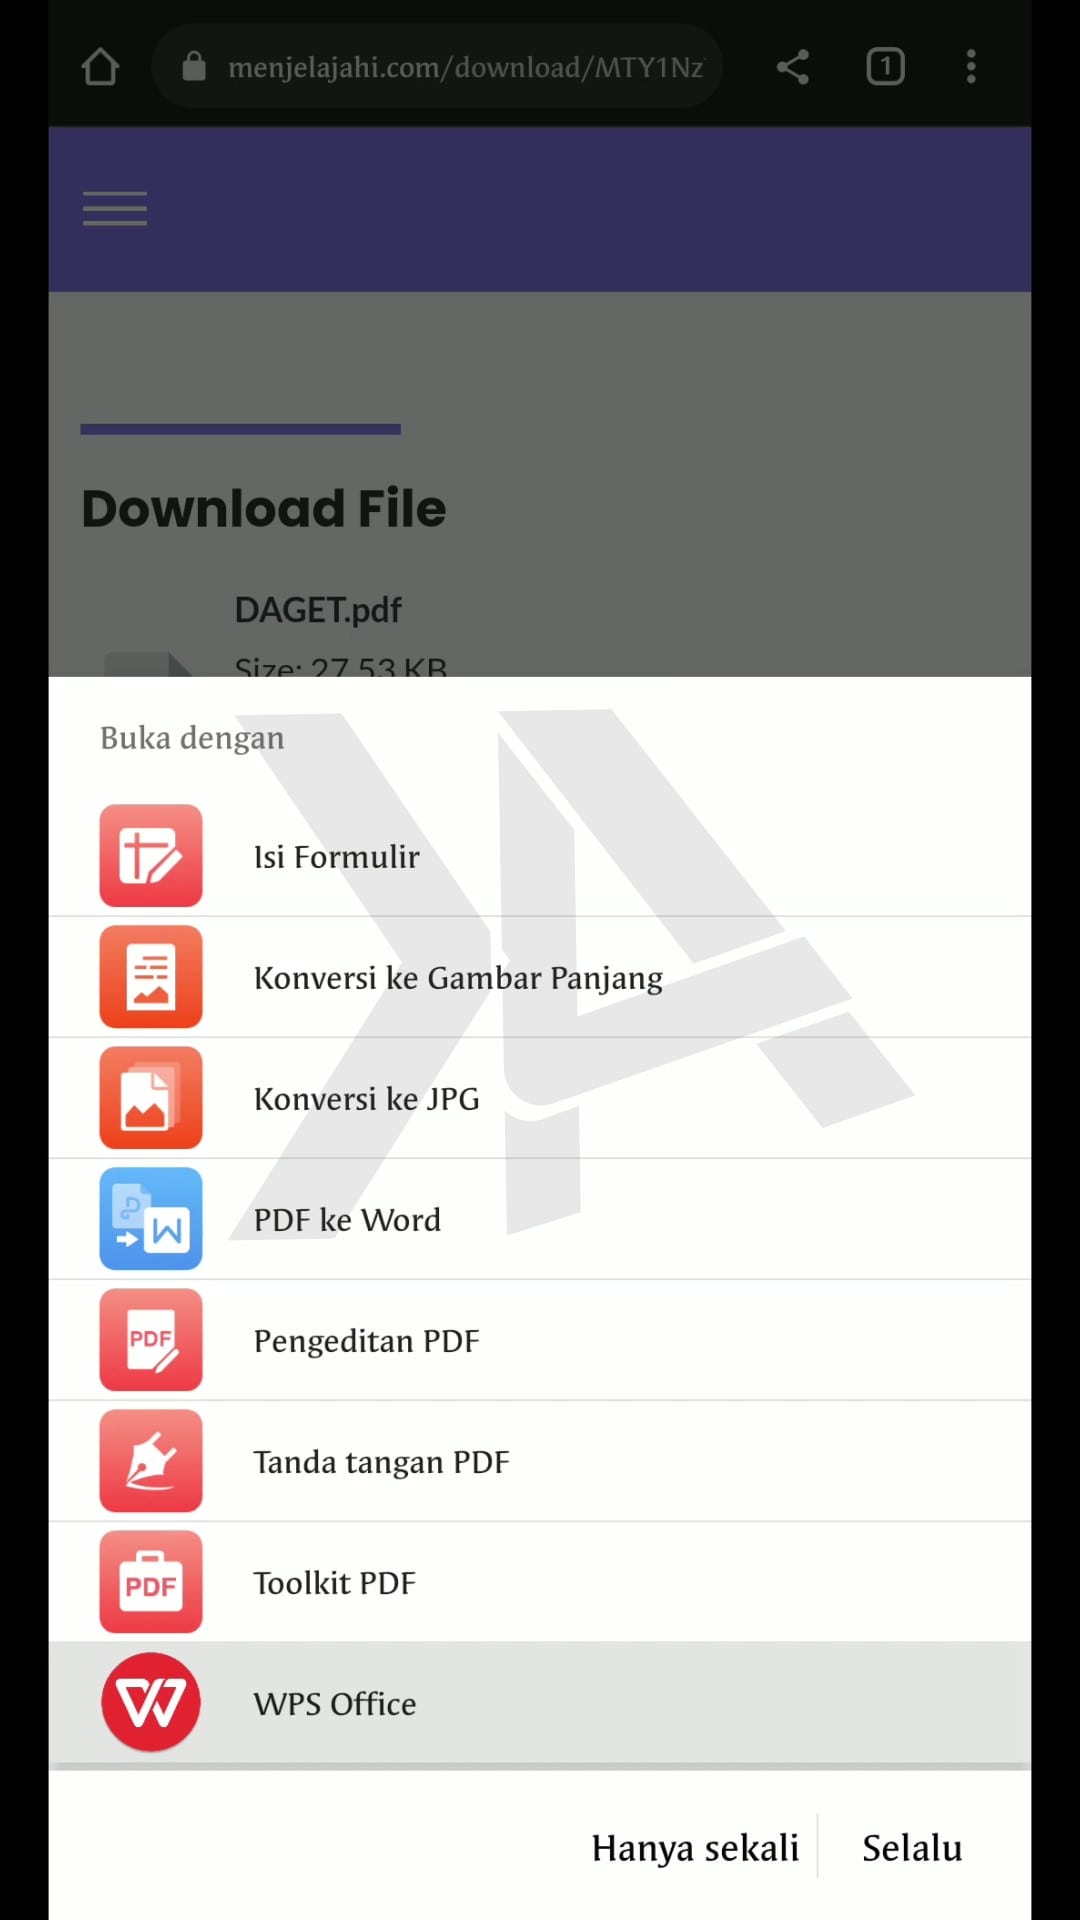 menjelajahi.com/download/MTY1Nz
1
Download File
DAGET.pdf
Size: 27.53 KB
Buka dengan
Isi Formulir
Konversi ke Gambar Panjang
Konversi ke JPG
PDF ke Word
PDF
Pengeditan PDF
Tanda tangan PDF
PDF
Toolkit PDF
WPS Office
Hanya sekali
Selalu